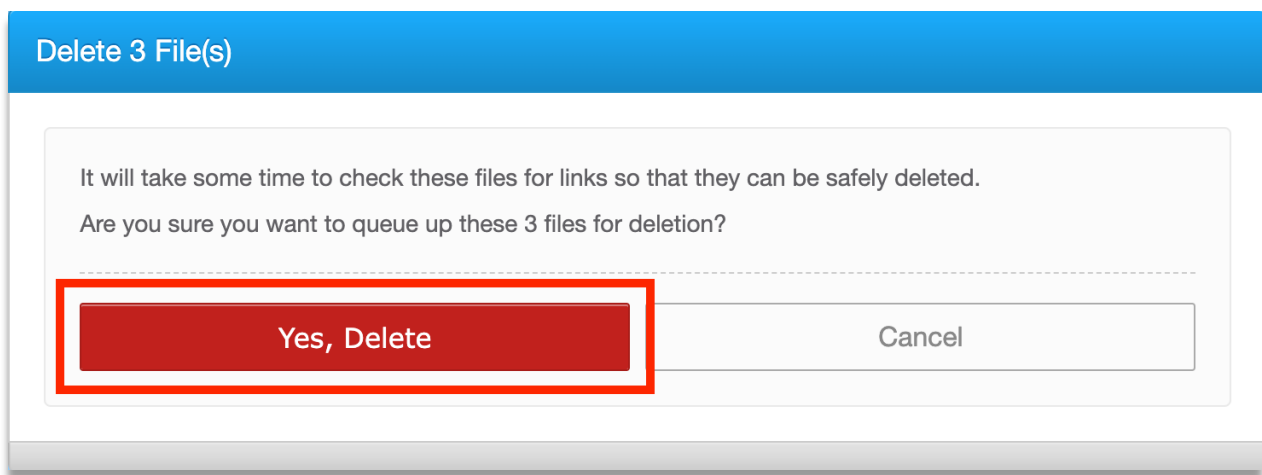 Delete 3 File(s)
It will take some time to check these files for links so that they can be safely deleted.
Are you sure you want to queue up these 3 files for deletion?
Yes, Delete
Cancel